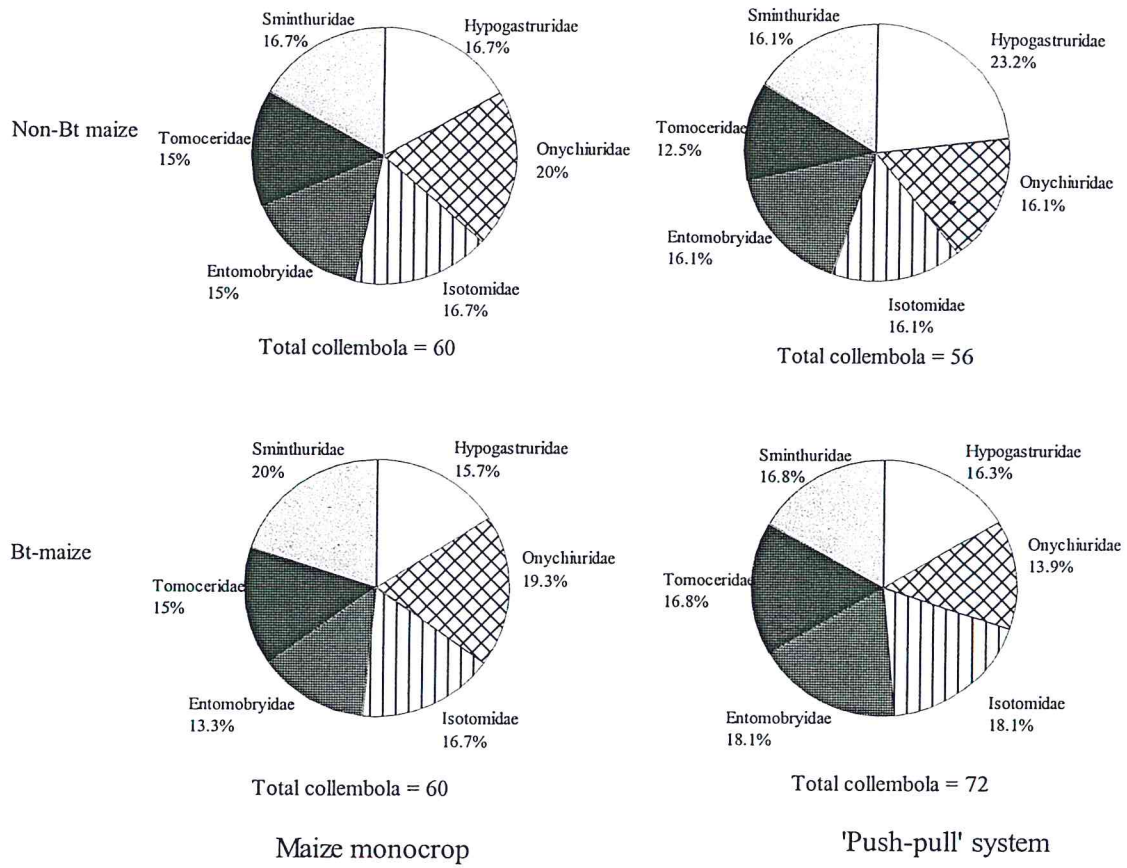 Non-Bt maize
Sminthuridae
16.7%
Hypogastruridae
16.7%
Tomoceridae
15%
Onychiuridae
20%
Entomobryidae
15%
Isotomidae
16.7%
Total collembola = 60
Sminthuridae
16.1%
Hypogastruridae
23.2%
Tomoceridae
12.5%
Onychiuridae
16.1%
Entomobryidae
16.1%
Isotomidae
16.1%
Total collembola = 56
Bt-maize
Sminthuridae
20%
Hypogastruridae
15.7%
Tomoceridae
15%
Onychiuridae
19.3%
Entomobryidae
13.3%
Isotomidae
16.7%
Total collembola = 60
Sminthuridae
16.8%
Hypogastruridae
16.3%
Tomoceridae
16.8%
Onychiuridae
13.9%
Entomobryidae
18.1%
Isotomidae
18.1%
Total collembola = 72
Maize monocrop
'Push-pull' system